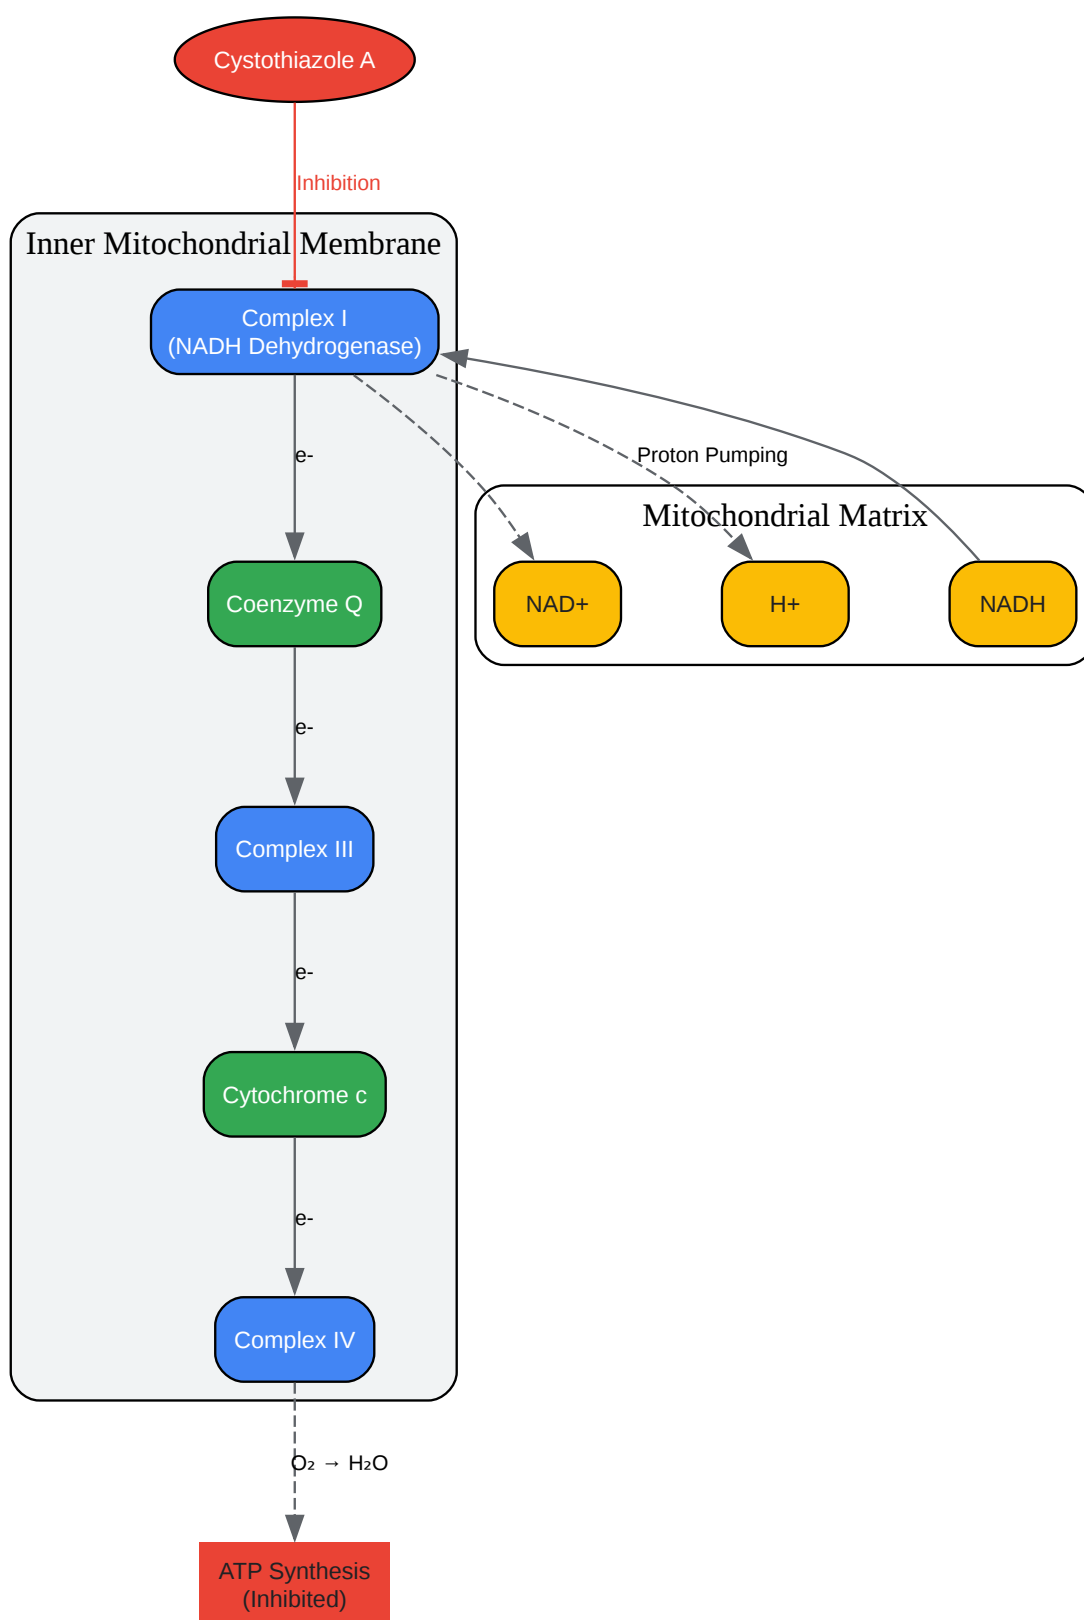 Cystothiazole A
Inhibition
Inner Mitochondrial Membrane
Complex I
(NADH Dehydrogenase)
e-
Proton Pumping
Mitochondrial Matrix
Coenzyme Q
NAD+
H+
NADH
e-
Complex III
e-
Cytochrome c
e-
Complex IV
O₂ → H₂O
ATP Synthesis
(Inhibited)